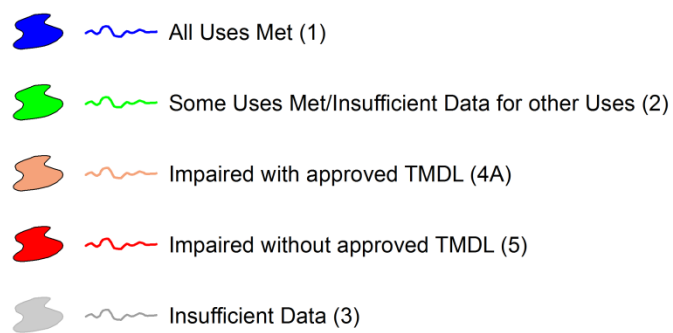 All Uses Met (1)
Some Uses Met/Insufficient Data for other Uses (2)
Impaired with approved TMDL (4A)
Impaired without approved TMDL (5)
Insufficient Data (3)